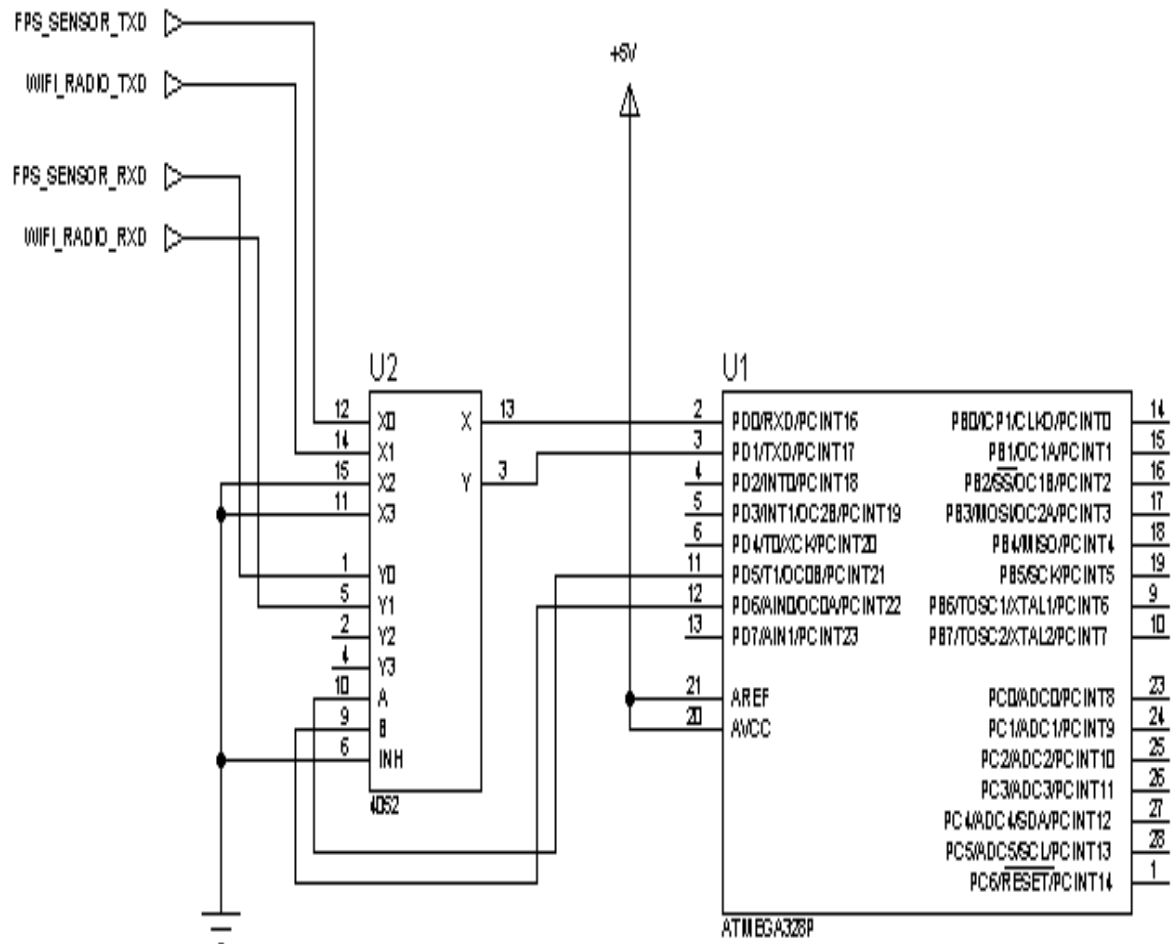 FPS_SENSOR_TXD
WIFI_RADIO_TXD
FPS_SENSOR_RXD
WIFI_RADIO_RXD
+5V
U2
12 X0
14 X1
15 X2
11 X3
1 Y0
5 Y1
2 Y2
4 Y3
10 A
9 B
6 INH
X 13
Y 3
4052
U1
2 PD0/RXD/PCINT16
3 PD1/TXD/PCINT17
4 PD2/INT0/PCINT18
5 PD3/INT1/OC2B/PCINT19
6 PD4/T0/XCK/PCINT20
11 PD5/T1/OC0B/PCINT21
12 PD6/AIN0/OC0A/PCINT22
13 PD7/AIN1/PCINT23
21 AREF
20 AVCC
PB0/ICP1/CLKO/PCINT0 14
PB1/OC1A/PCINT1 15
PB2/SS/OC1B/PCINT2 16
PB3/MOSI/OC2A/PCINT3 17
PB4/MISO/PCINT4 18
PB5/SCK/PCINT5 19
PB6/TOSC1/XTAL1/PCINT6 9
PB7/TOSC2/XTAL2/PCINT7 10
PC0/ADC0/PCINT8 23
PC1/ADC1/PCINT9 24
PC2/ADC2/PCINT10 25
PC3/ADC3/PCINT11 26
PC4/ADC4/SDA/PCINT12 27
PC5/ADC5/SCL/PCINT13 28
PC6/RESET/PCINT14 1
ATMEGA328P